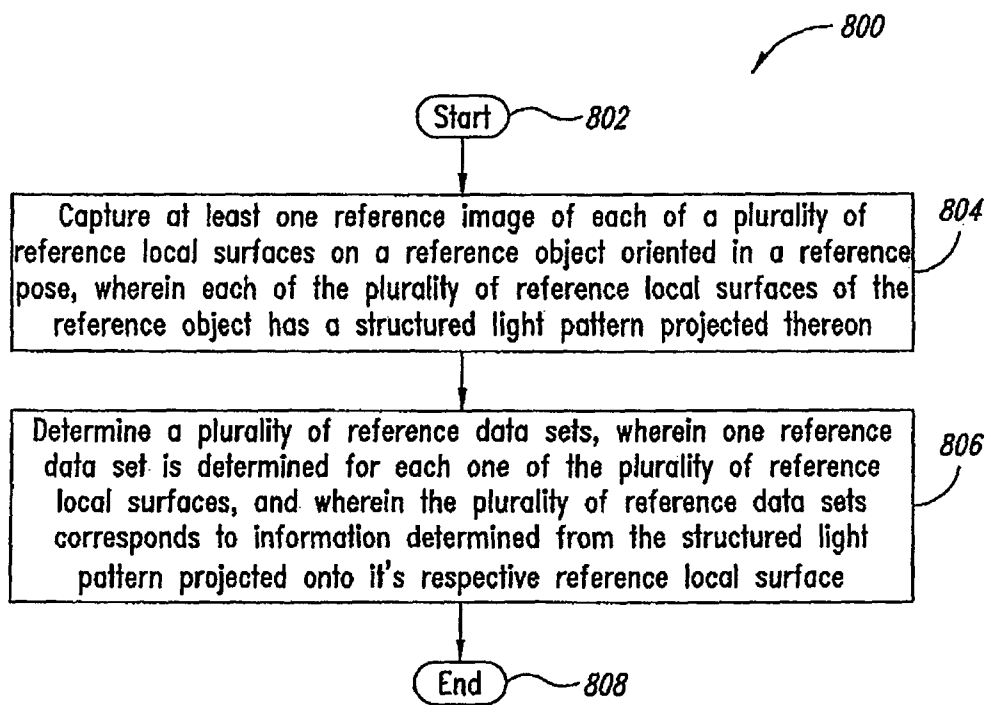 800
Start
802
Capture at least one reference image of each of a plurality of
reference local surfaces on a reference object oriented in a reference
pose, wherein each of the plurality of reference local surfaces of the
reference object has a structured light pattern projected thereon
804
Determine a plurality of reference data sets, wherein one reference
data set is determined for each one of the plurality of reference
local surfaces, and wherein the plurality of reference data sets
corresponds to information determined from the structured light
pattern projected onto it's respective reference local surface
806
End
808